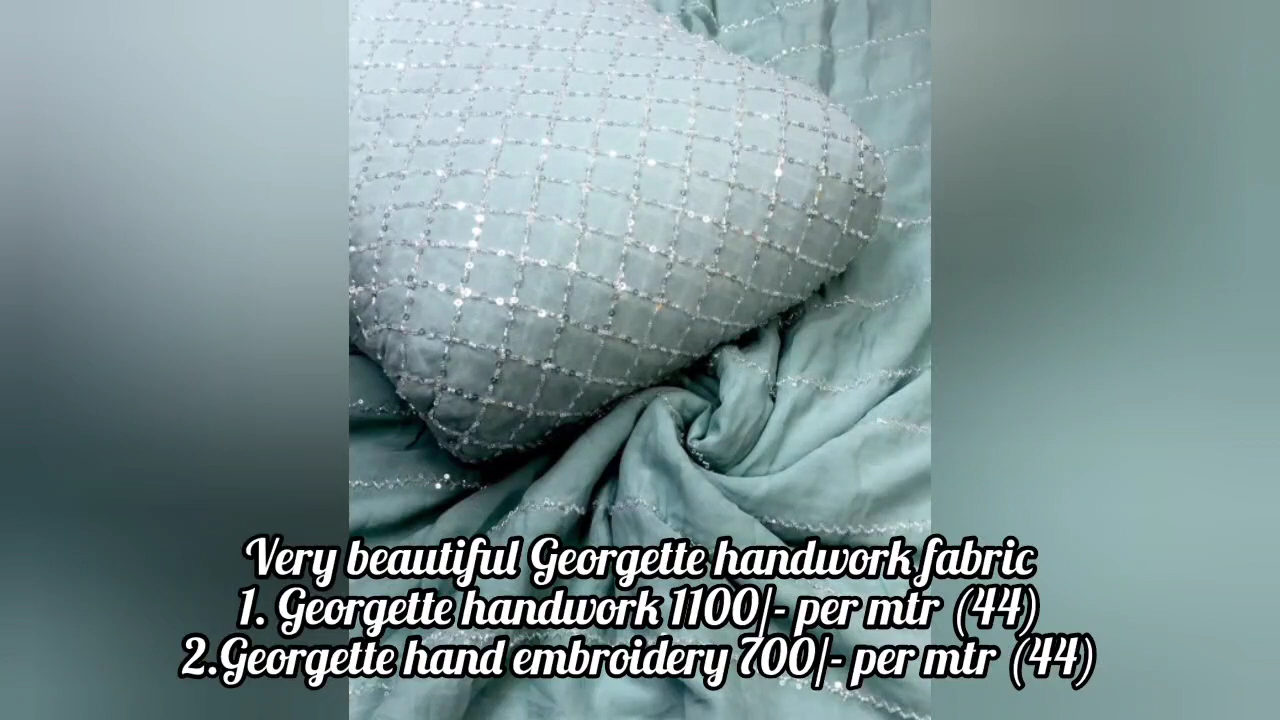 Very beautiful Georgette handwork fabric
1. Georgette handwork 1100/- per mtr (44)
2.Georgette hand embroidery 700/- per mtr (44)